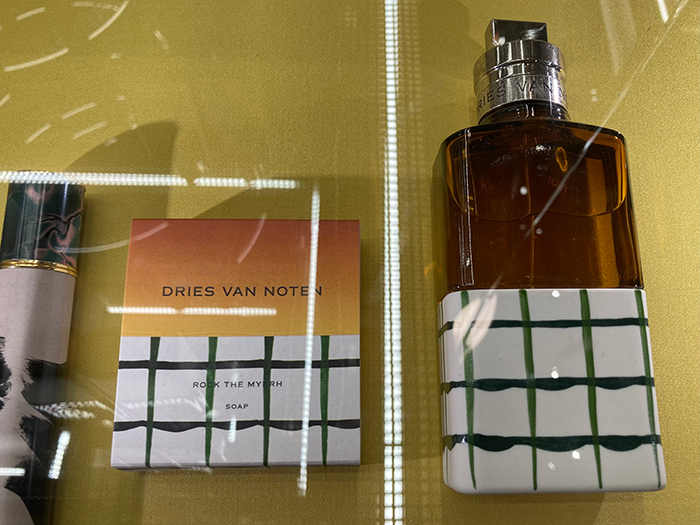 DRIES VAN NOTEN
ROCK THE MYRRH
SOAP
DRIES VAN